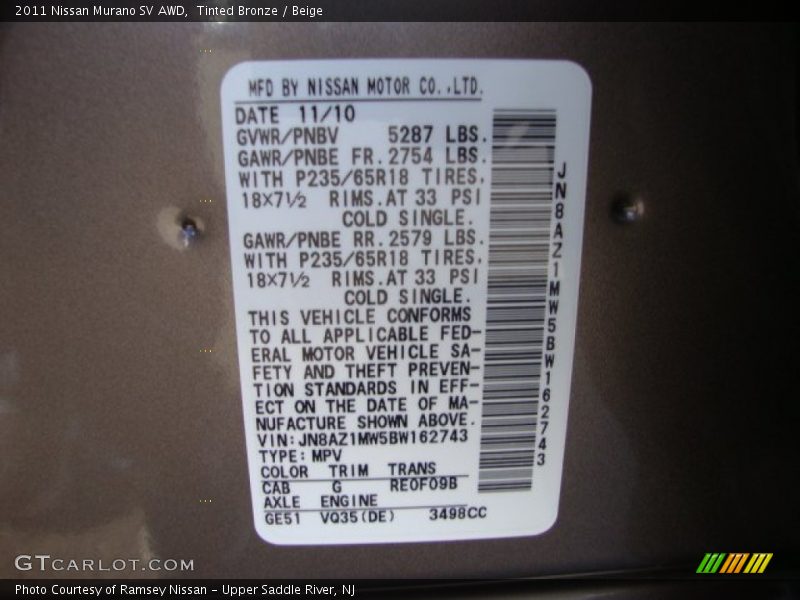 2011 Nissan Murano SV AWD,  Tinted Bronze / Beige
MFD BY NISSAN MOTOR CO.,LTD.
DATE 11/10
GVWR/PNBV 5287 LBS.
GAWR/PNBE FR. 2754 LBS.
WITH P235/65R18 TIRES.
18×7½ RIMS. AT 33 PSI
COLD SINGLE.
GAWR/PNBE RR. 2579 LBS.
WITH P235/65R18 TIRES.
18×7½ RIMS. AT 33 PSI
COLD SINGLE.
THIS VEHICLE CONFORMS
TO ALL APPLICABLE FED-
ERAL MOTOR VEHICLE SA-
FETY AND THEFT PREVEN-
TION STANDARDS IN EFF-
ECT ON THE DATE OF MA-
NUFACTURE SHOWN ABOVE.
VIN: JN8AZ1MW5BW162743
TYPE: MPV
COLOR TRIM TRANS
CAB G RE0F09B
AXLE ENGINE
GE51 VQ35(DE) 3498CC
JN8AZ1MW5BW162743
GTCARLOT.COM
Photo Courtesy of Ramsey Nissan - Upper Saddle River, NJ